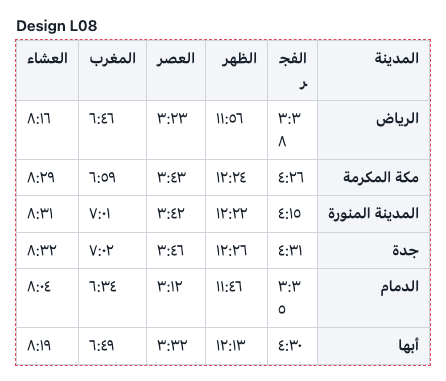 Design L08
المدينة الفجر الظهر العصر المغرب العشاء
الرياض ٣:٣٨ ١١:٥٦ ٣:٢٣ ٦:٤٦ ٨:١٦
مكة المكرمة ٤:٢٦ ١٢:٢٤ ٣:٤٣ ٦:٥٩ ٨:٢٩
المدينة المنورة ٤:١٥ ١٢:٢٢ ٣:٤٢ ٧:٠١ ٨:٣١
جدة ٤:٣١ ١٢:٢٦ ٣:٤٦ ٧:٠٢ ٨:٣٢
الدمام ٣:٣٥ ١١:٤٦ ٣:١٢ ٦:٣٤ ٨:٠٤
أبها ٤:٣٠ ١٢:١٣ ٣:٣٢ ٦:٤٩ ٨:١٩